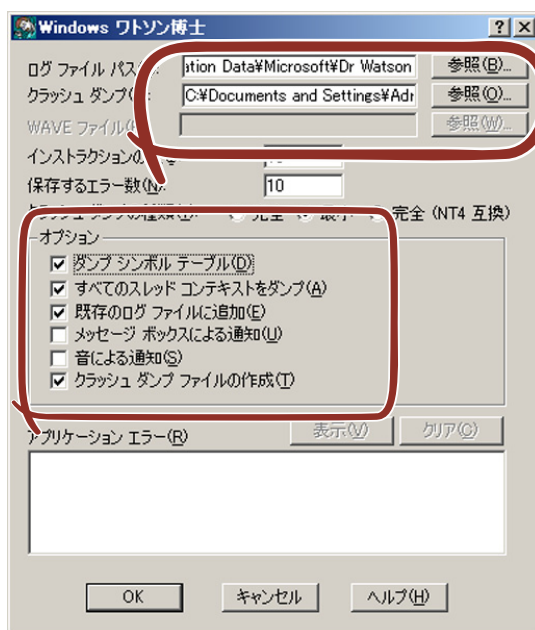 Windows ワトソン博士
ログ ファイル パス ation Data¥Microsoft¥Dr Watson 参照(B)...
クラッシュ ダンプ( C:¥Documents and Settings¥Adr 参照(O)...
WAVE ファイル( 参照(W)...
インストラクションの
保存するエラー数(N): 10
完全 (NT4 互換)
オプション
ダンプ シンボル テーブル(D)
すべてのスレッド コンテキストをダンプ(A)
既存のログ ファイルに追加(E)
メッセージ ボックスによる通知(U)
音による通知(S)
クラッシュ ダンプ ファイルの作成(T)
アプリケーション エラー(R) 表示(V) クリア(C)
OK キャンセル ヘルプ(H)